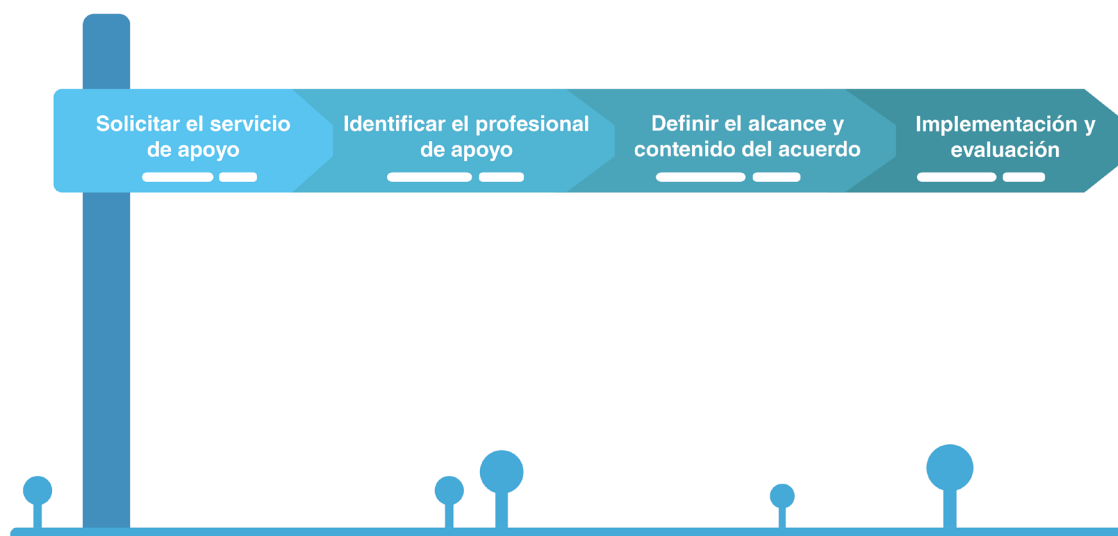 Solicitar el servicio
de apoyo
Identificar el profesional
de apoyo
Definir el alcance y
contenido del acuerdo
Implementación y
evaluación